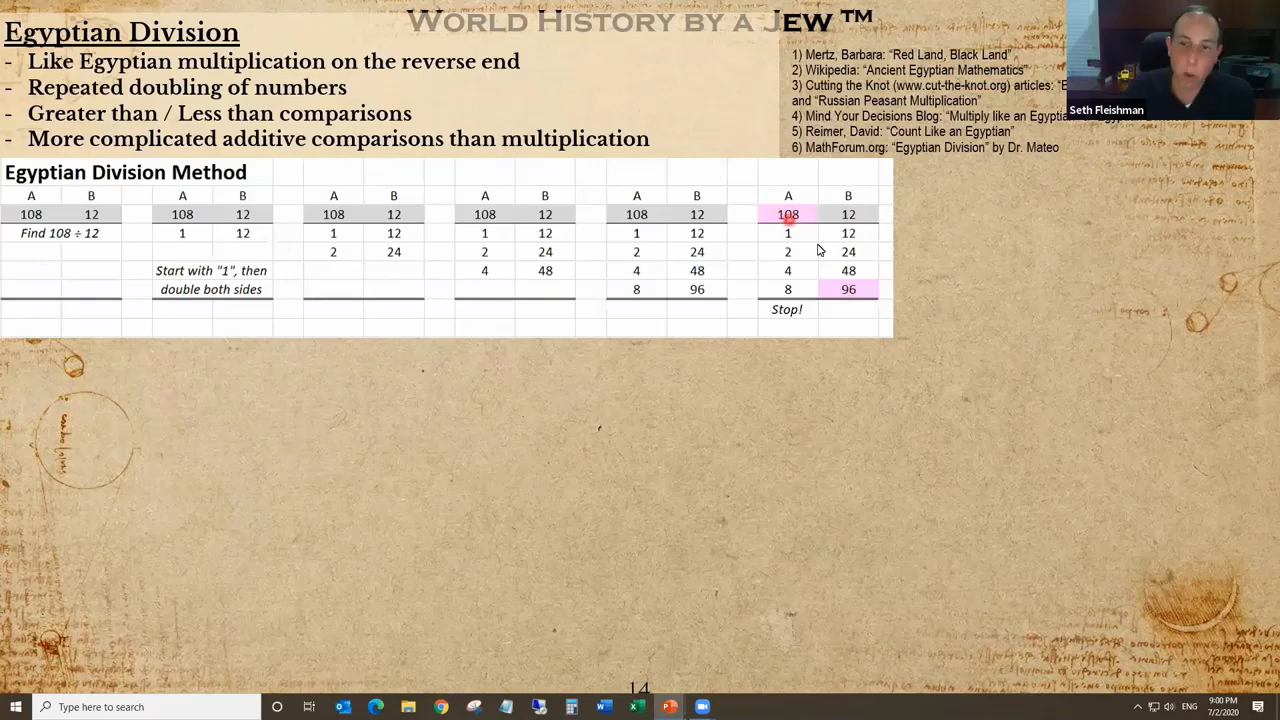 World History by a Jew ™
Egyptian Division
- Like Egyptian multiplication on the reverse end
- Repeated doubling of numbers
- Greater than / Less than comparisons
- More complicated additive comparisons than multiplication
1) Mertz, Barbara: "Red Land, Black Land"
2) Wikipedia: "Ancient Egyptian Mathematics"
3) Cutting the Knot (www.cut-the-knot.org) articles: "E
and "Russian Peasant Multiplication"
4) Mind Your Decisions Blog: "Multiply like an Egyptia
5) Reimer, David: "Count Like an Egyptian"
6) MathForum.org: "Egyptian Division" by Dr. Mateo
Seth Fleishman
Egyptian Division Method
A B A B A B A B A B A B
108 12 108 12 108 12 108 12 108 12 108 12
Find 108 ÷ 12 1 12 1 12 1 12 1 12 1 12
2 24 2 24 2 24 2 24
Start with "1", then 4 48 4 48 4 48
double both sides 8 96 8 96
Stop!
14
Type here to search
ENG
9:00 PM
7/2/2020